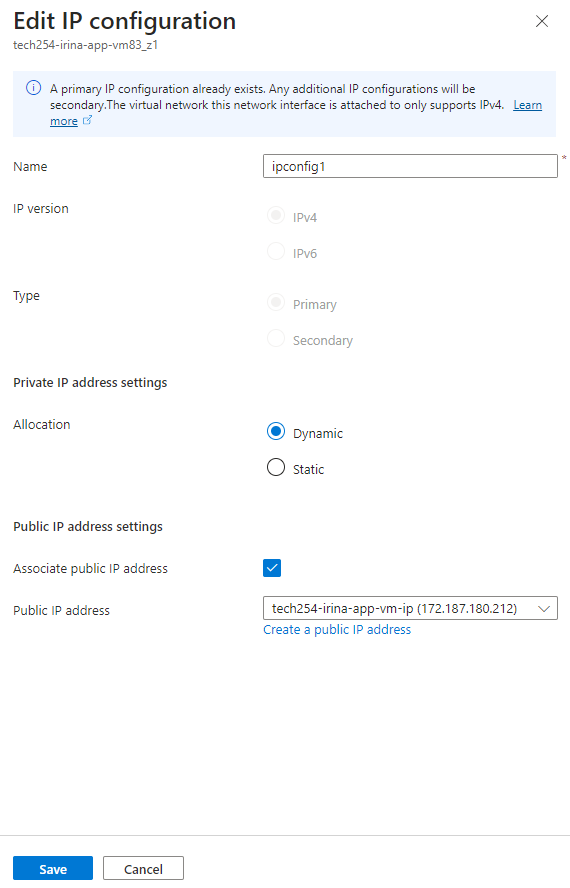 Edit IP configuration
tech254-irina-app-vm83_z1
A primary IP configuration already exists. Any additional IP configurations will be
secondary.The virtual network this network interface is attached to only supports IPv4. Learn
more
Name
ipconfig1 *
IP version
IPv4
IPv6
Type
Primary
Secondary
Private IP address settings
Allocation
Dynamic
Static
Public IP address settings
Associate public IP address
Public IP address
tech254-irina-app-vm-ip (172.187.180.212)
Create a public IP address
Save
Cancel